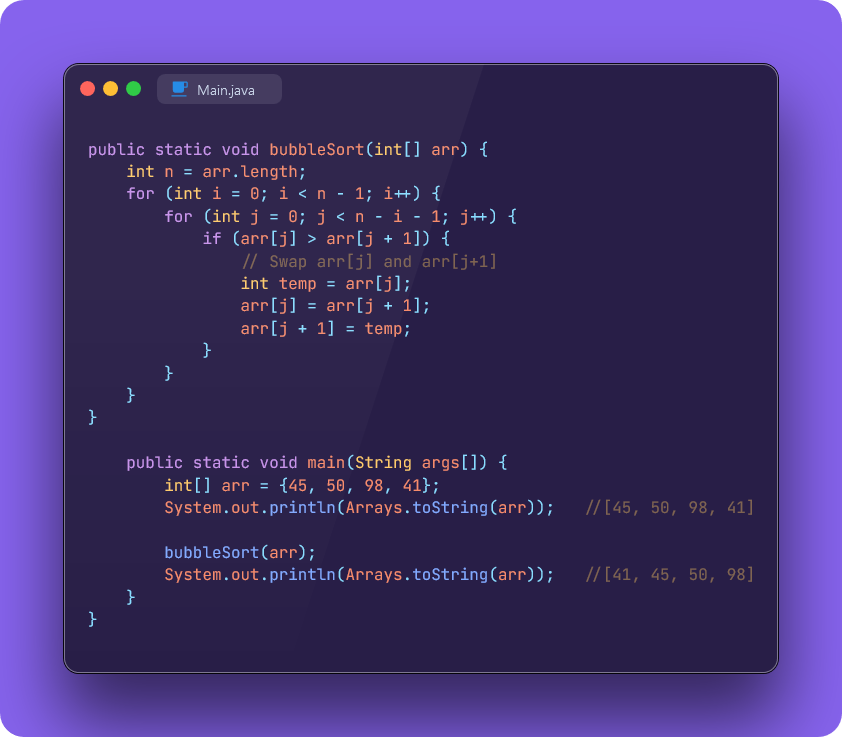 Main.java
public static void bubbleSort(int[] arr) {
    int n = arr.length;
    for (int i = 0; i < n - 1; i++) {
        for (int j = 0; j < n - i - 1; j++) {
            if (arr[j] > arr[j + 1]) {
                // Swap arr[j] and arr[j+1]
                int temp = arr[j];
                arr[j] = arr[j + 1];
                arr[j + 1] = temp;
            }
        }
    }
}
    public static void main(String args[]) {
        int[] arr = {45, 50, 98, 41};
        System.out.println(Arrays.toString(arr));   //[45, 50, 98, 41]
        bubbleSort(arr);
        System.out.println(Arrays.toString(arr));   //[41, 45, 50, 98]
    }
}